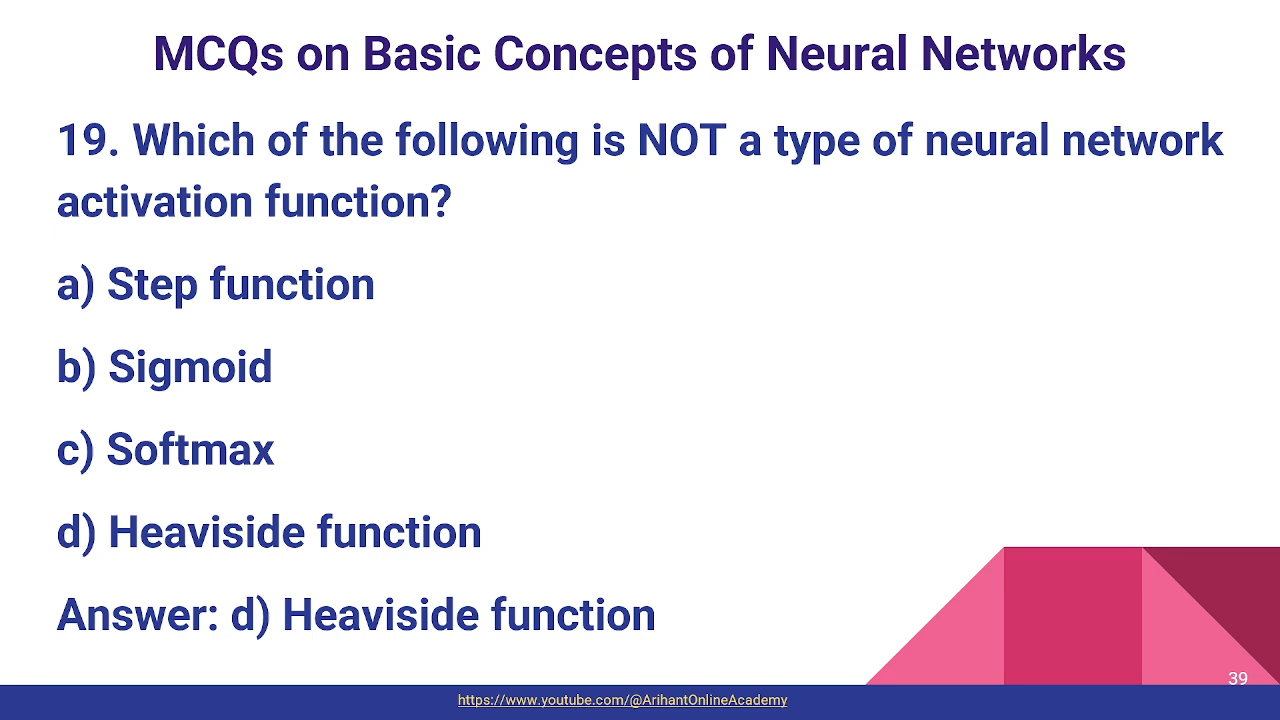 MCQs on Basic Concepts of Neural Networks
19. Which of the following is NOT a type of neural network
activation function?
a) Step function
b) Sigmoid
c) Softmax
d) Heaviside function
Answer: d) Heaviside function
39
https://www.youtube.com/@ArihantOnlineAcademy